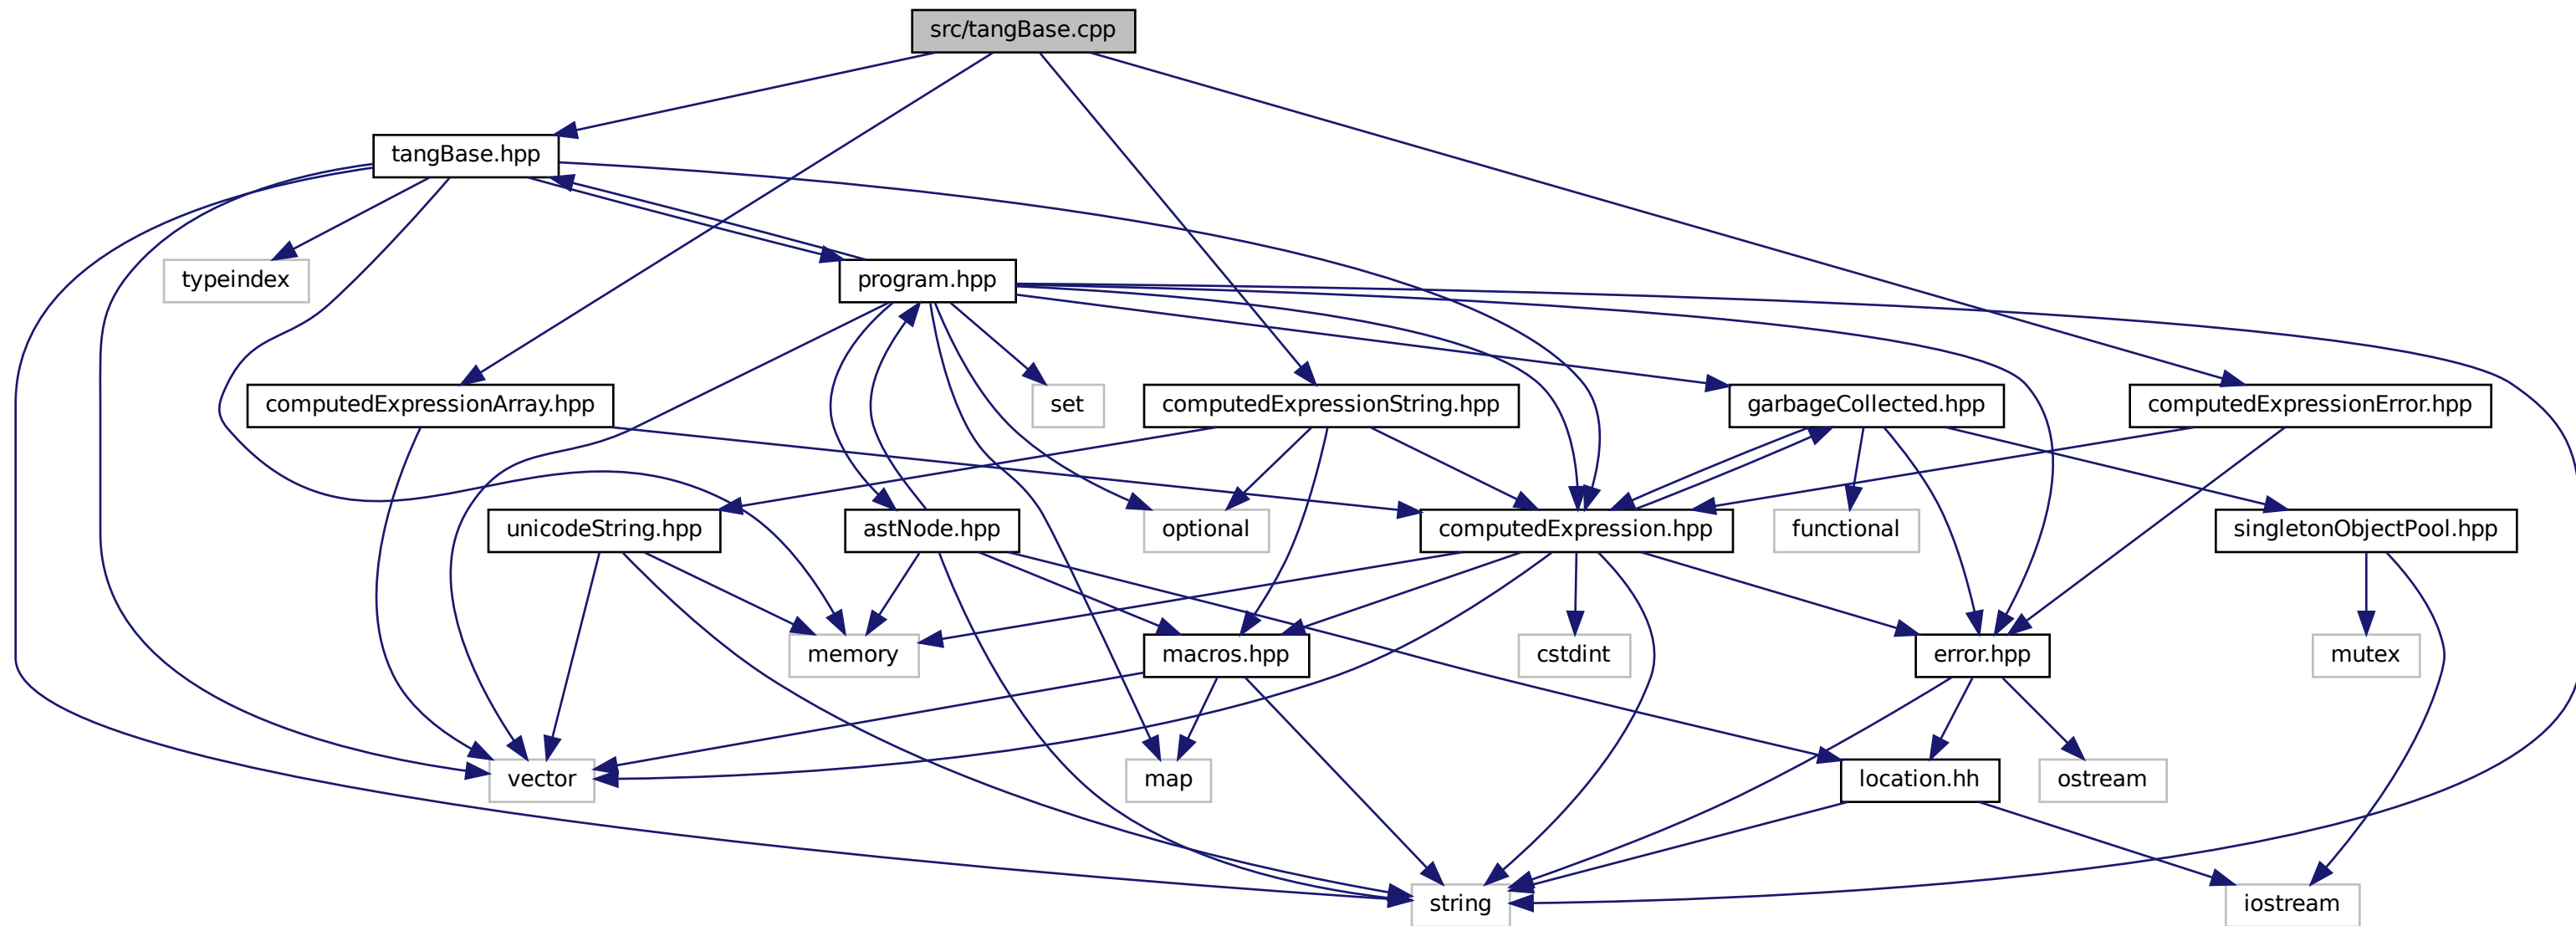 src/tangBase.cpp
tangBase.hpp
typeindex
program.hpp
computedExpressionArray.hpp
set
computedExpressionString.hpp
garbageCollected.hpp
computedExpressionError.hpp
unicodeString.hpp
astNode.hpp
optional
computedExpression.hpp
functional
singletonObjectPool.hpp
memory
macros.hpp
cstdint
error.hpp
mutex
vector
map
location.hh
ostream
string
iostream